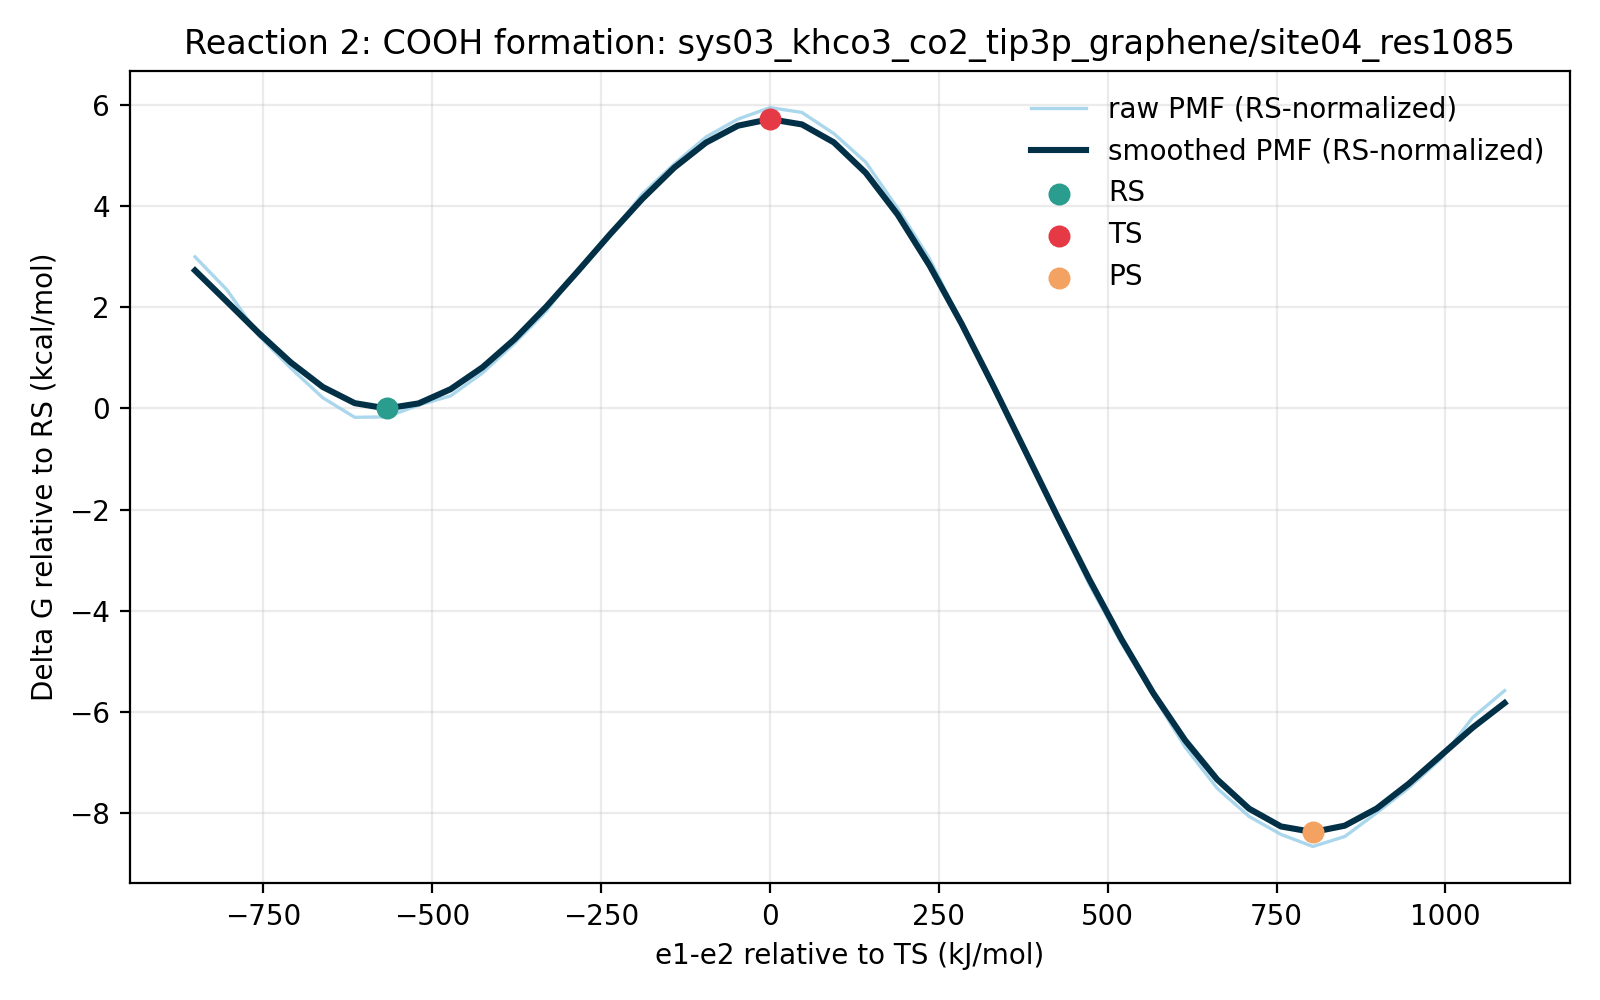 Reaction 2: COOH formation: sys03_khco3_co2_tip3p_graphene/site04_res1085
raw PMF (RS-normalized)
smoothed PMF (RS-normalized)
RS
TS
PS
Delta G relative to RS (kcal/mol)
6
4
2
0
−2
−4
−6
−8
−750
−500
−250
0
250
500
750
1000
e1-e2 relative to TS (kJ/mol)